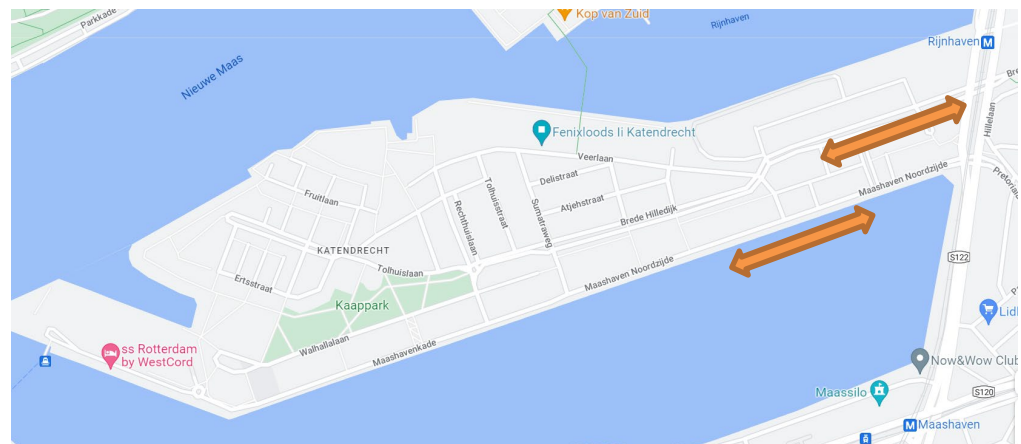 Parkkade
Kop van Zuid
Rijnhaven
Rijnhaven M
Nieuwe Maas
Bre
Hillelaan
Fenixloods Ii Katendrecht
Veerlaan
Delistraat
Maashaven Noordzijde
Pretoria
Tolhuisstraat
Fruitlaan
Atjehstraat
Rechthuislaan
Sumatraweg
Brede Hilledijk
KATENDRECHT
Tolhuislaan
S122
Maashaven Noordzijde
Ertsstraat
Kaappark
Lidl
Walhallalaan
Maashavenkade
ss Rotterdam
by WestCord
Now&Wow Club
Maassilo
S120
M Maashaven